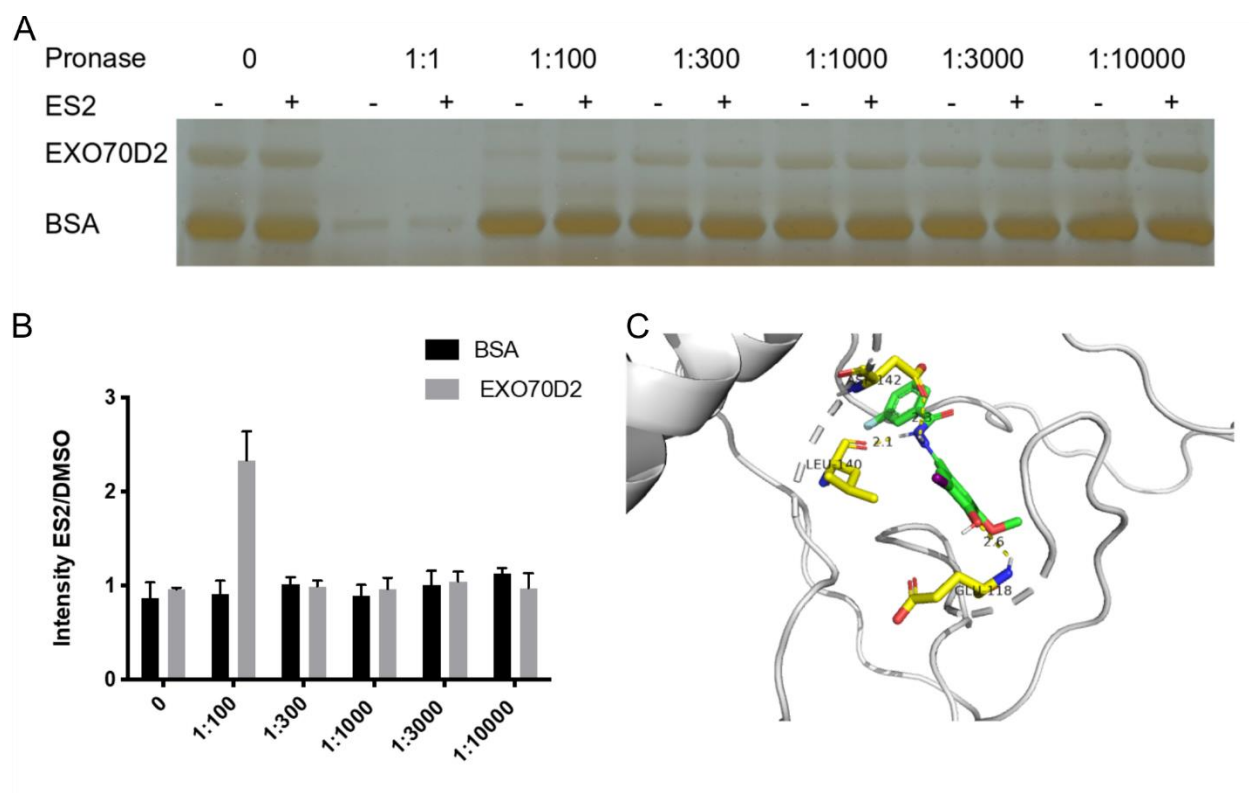 A
Pronase 0 1:1 1:100 1:300 1:1000 1:3000 1:10000
ES2 - + - + - + - + - + - + - +
EXO70D2
BSA
B
BSA
EXO70D2
Intensity ES2/DMSO
3
2
1
0
0 1:100 1:300 1:1000 1:3000 1:10000
C
142
2.1
LEU 140
2.6
GLU 118